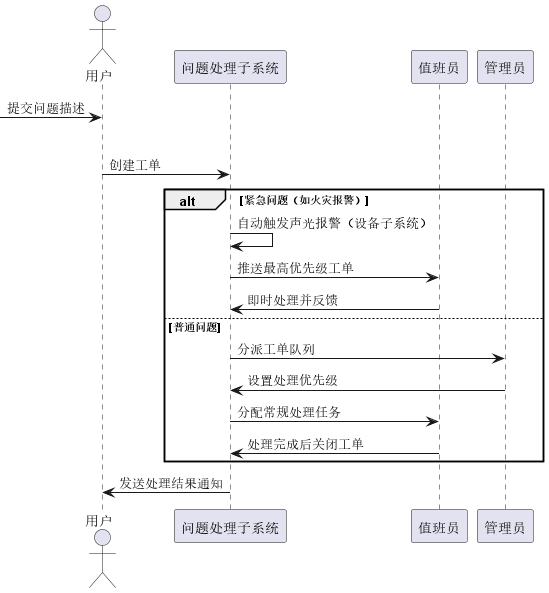 用户
问题处理子系统
值班员
管理员
提交问题描述
创建工单
alt
[紧急问题（如火灾报警）]
自动触发声光报警（设备子系统）
推送最高优先级工单
即时处理并反馈
[普通问题]
分派工单队列
设置处理优先级
分配常规处理任务
处理完成后关闭工单
发送处理结果通知
用户
问题处理子系统
值班员
管理员